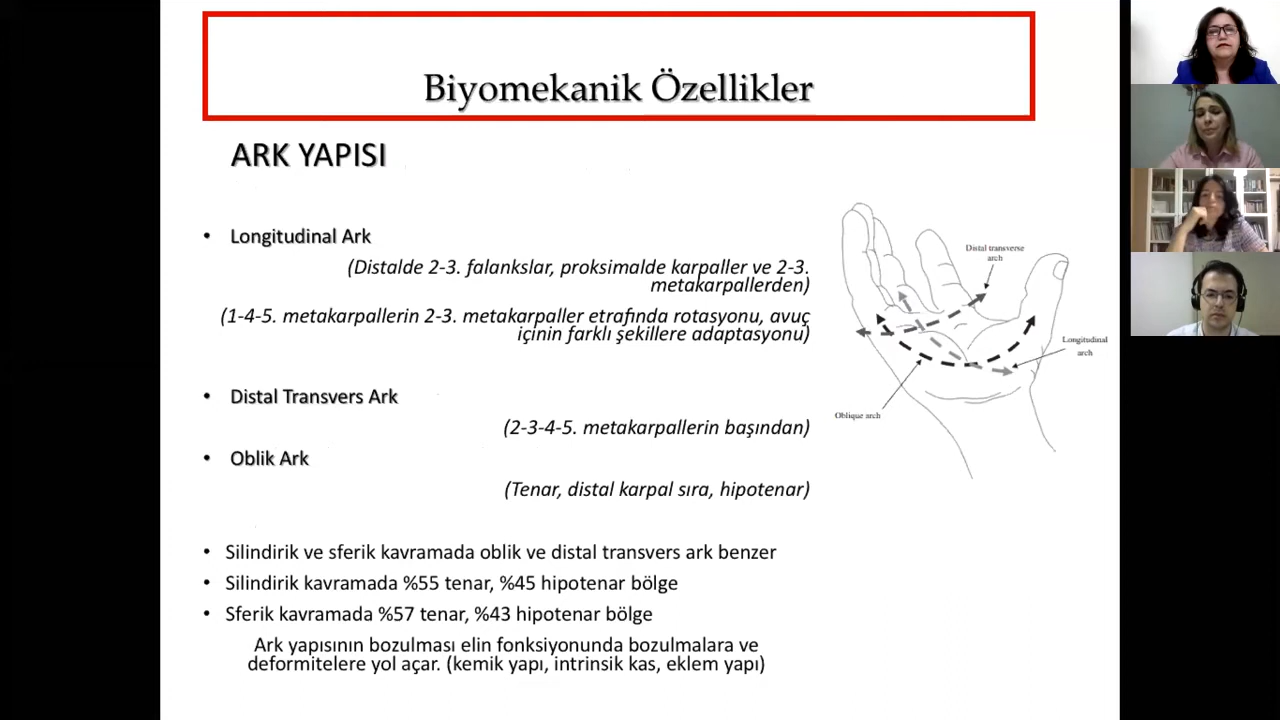 Biyomekanik Özellikler
ARK YAPISI
• Longitudinal Ark
(Distalde 2-3. falankslar, proksimalde karpaller ve 2-3.
metakarpallerden)
(1-4-5. metakarpallerin 2-3. metakarpaller etrafında rotasyonu, avuç
içinin farklı şekillere adaptasyonu)
• Distal Transvers Ark
(2-3-4-5. metakarpallerin başından)
• Oblik Ark
(Tenar, distal karpal sıra, hipotenar)
• Silindirik ve sferik kavramada oblik ve distal transvers ark benzer
• Silindirik kavramada %55 tenar, %45 hipotenar bölge
• Sferik kavramada %57 tenar, %43 hipotenar bölge
Ark yapısının bozulması elin fonksiyonunda bozulmalara ve
deformitelere yol açar. (kemik yapı, intrinsik kas, eklem yapı)
Distal transverse
arch
Longitudinal
arch
Oblique arch